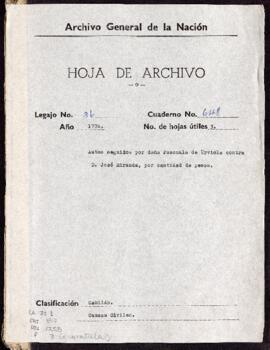 Archivo General de la Nación
HOJA DE ARCHIVO
Legajo No. 36 Cuaderno No. 648
Año 1774. No. de hojas útiles 3.
Autos seguidos por doña Pascuala de Urriola contra
D. José Miranda, por cantidad de pesos.
Clasificación Cabildo.
Causas Civiles.